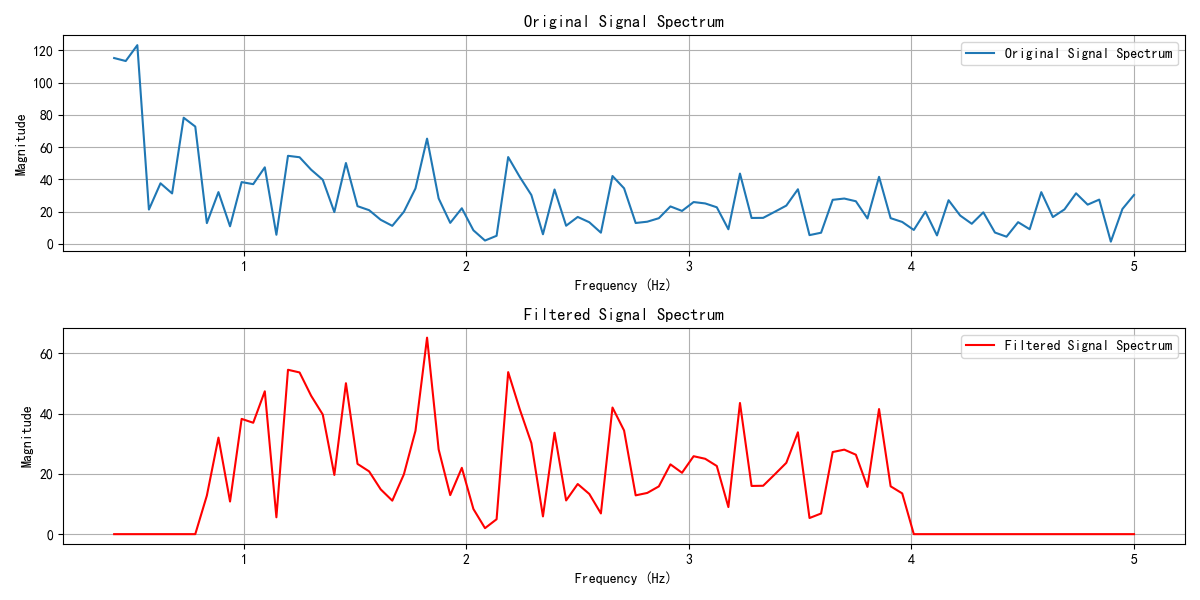 Original Signal Spectrum
Original Signal Spectrum
Magnitude
120
100
80
60
40
20
0
1
2
3
4
5
Frequency (Hz)
Filtered Signal Spectrum
Filtered Signal Spectrum
Magnitude
60
40
20
0
1
2
3
4
5
Frequency (Hz)